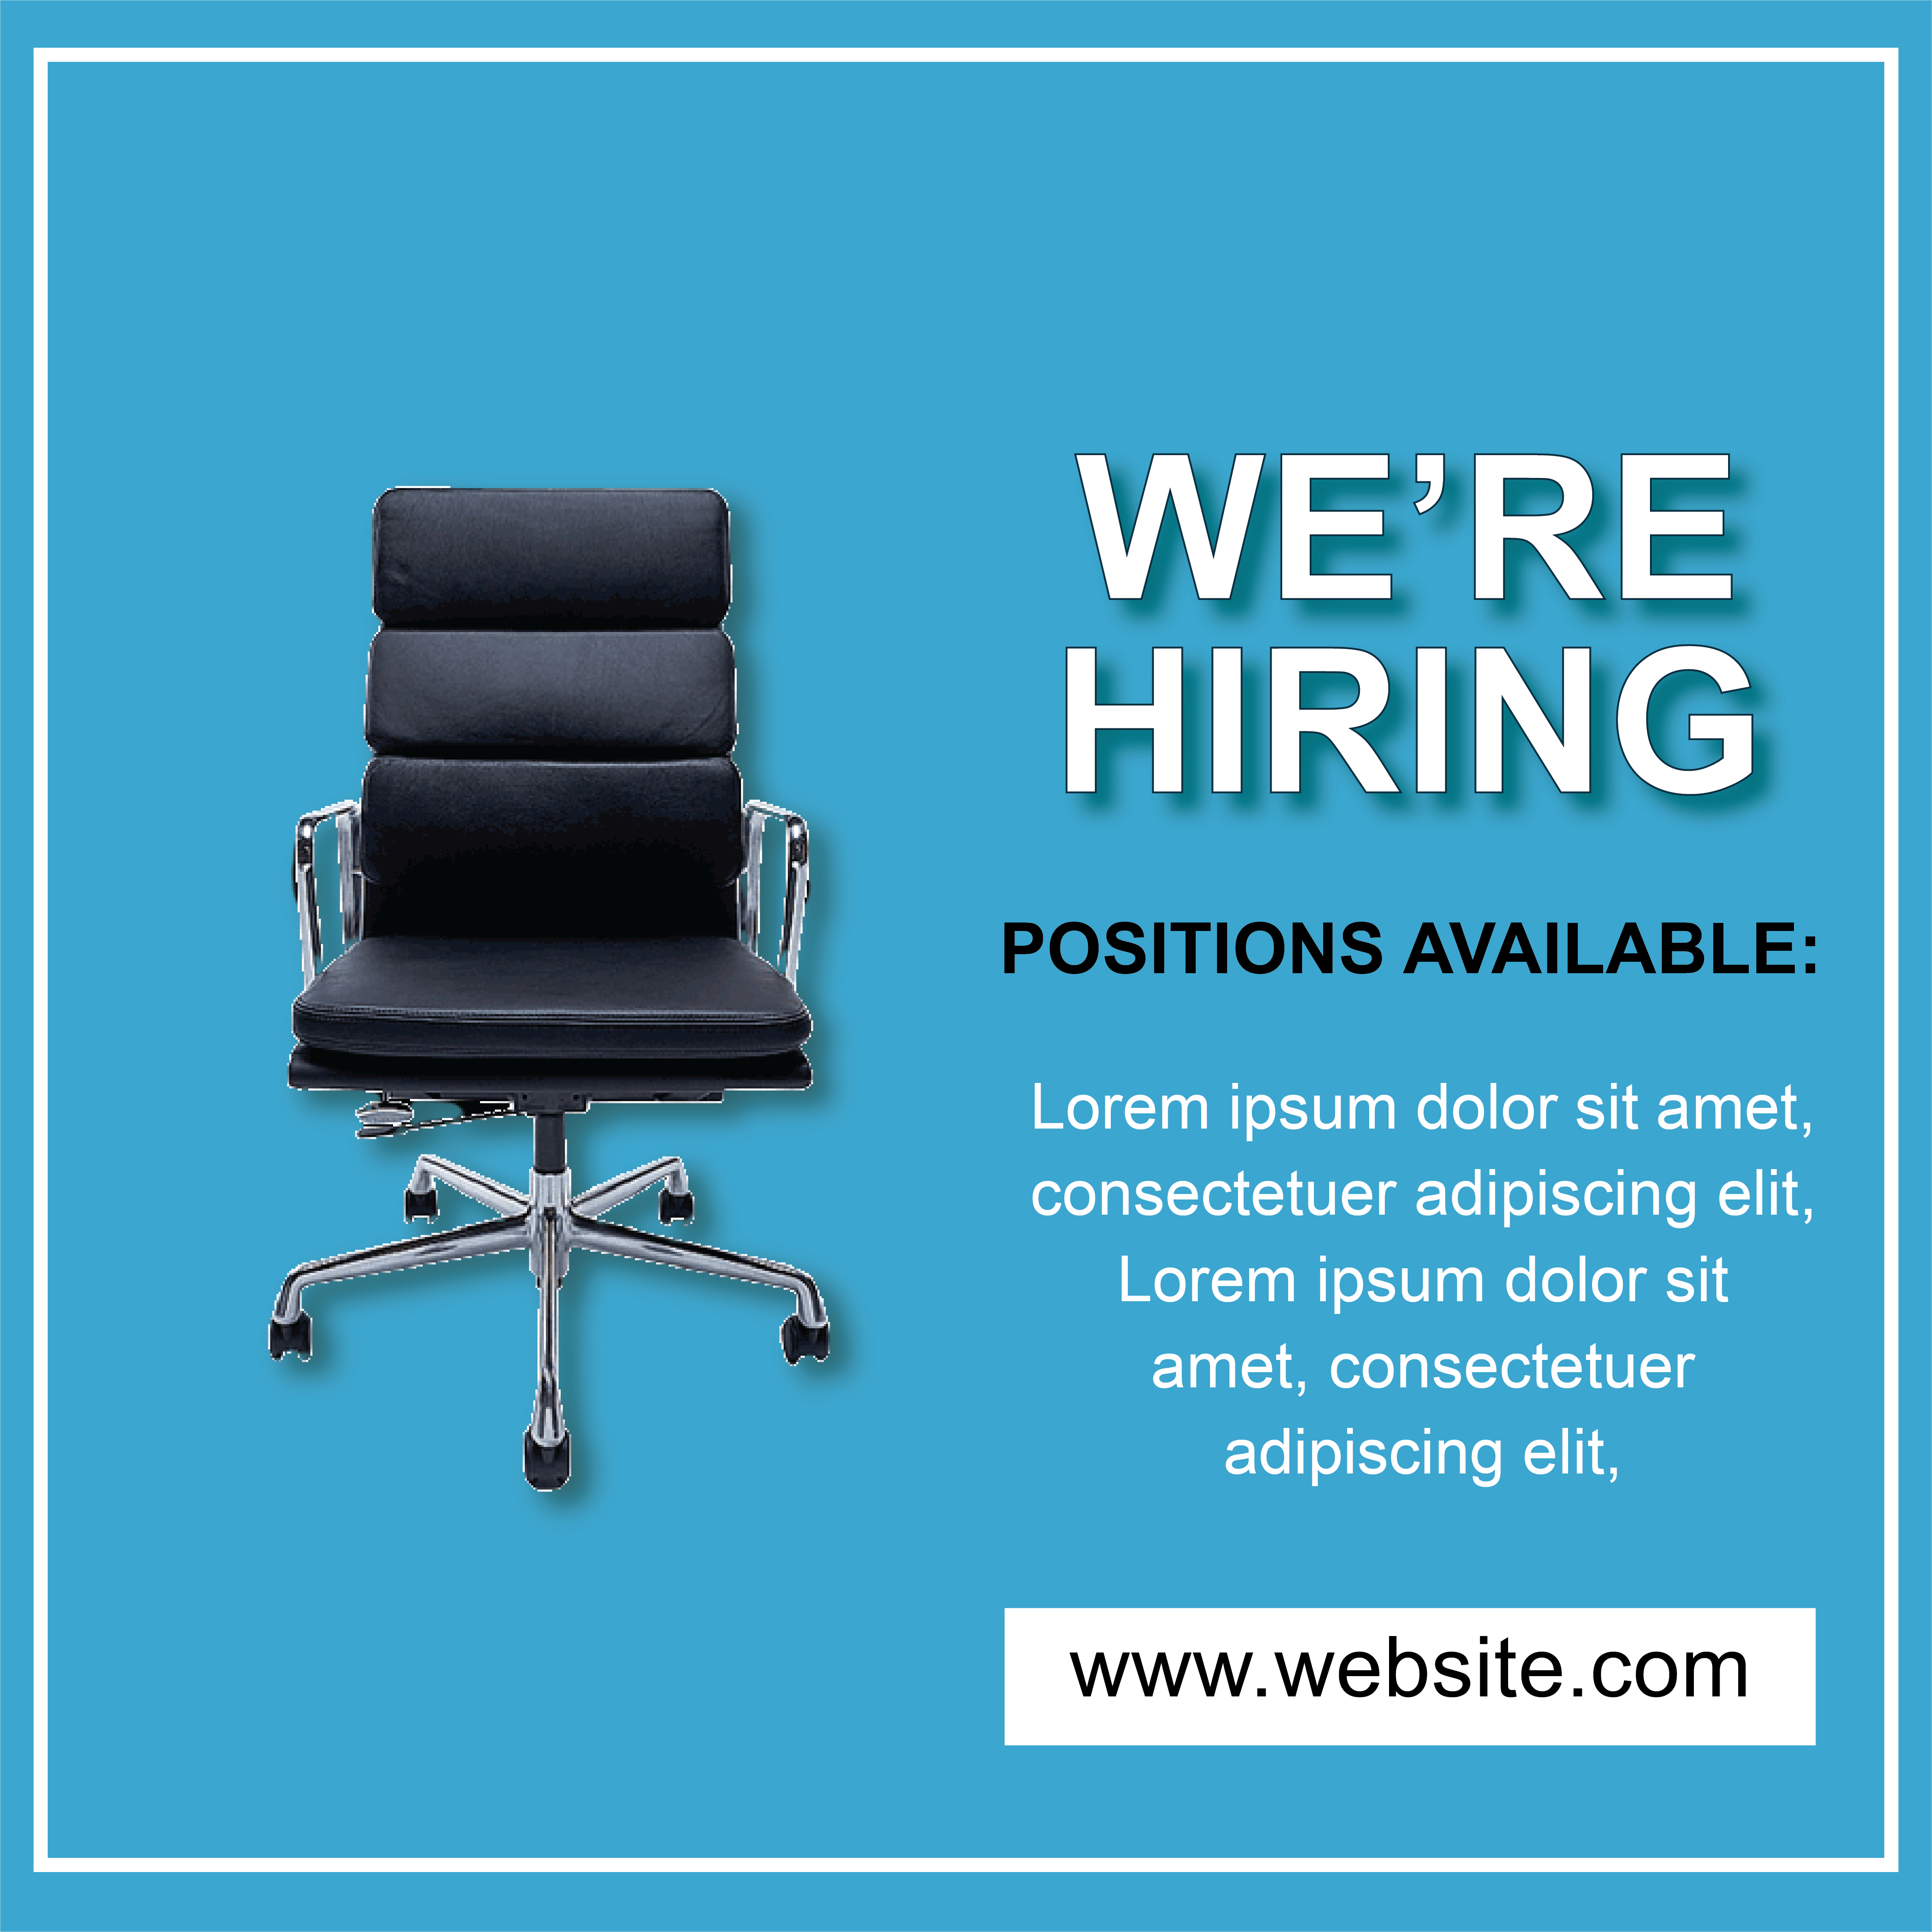 WE’RE
HIRING
POSITIONS AVAILABLE:
Lorem ipsum dolor sit amet,
consectetuer adipiscing elit,
Lorem ipsum dolor sit
amet, consectetuer
adipiscing elit,
www.website.com